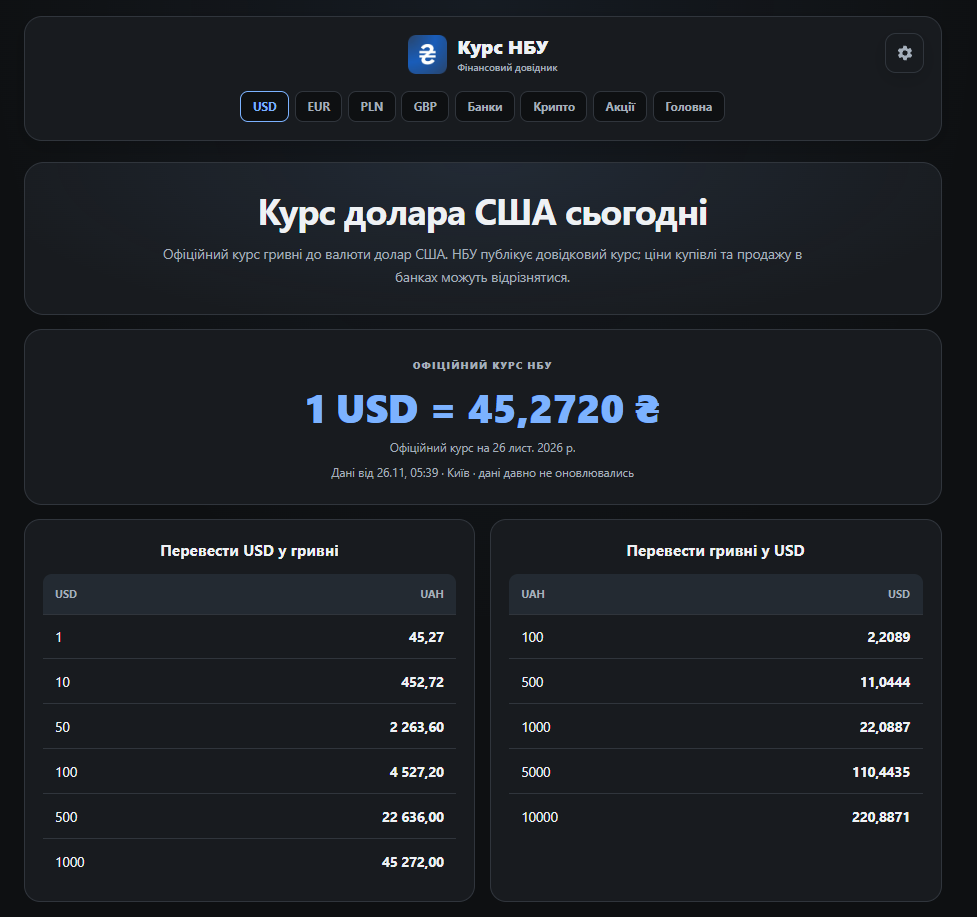 ₴
Курс НБУ
Фінансовий довідник
USD EUR PLN GBP Банки Крипто Акції Головна
Курс долара США сьогодні
Офіційний курс гривні до валюти долар США. НБУ публікує довідковий курс; ціни купівлі та продажу в
банках можуть відрізнятися.
ОФІЦІЙНИЙ КУРС НБУ
1 USD = 45,2720 ₴
Офіційний курс на 26 лист. 2026 р.
Дані від 26.11, 05:39 · Київ · дані давно не оновлювались
Перевести USD у гривні
USD UAH
1 45,27
10 452,72
50 2 263,60
100 4 527,20
500 22 636,00
1000 45 272,00
Перевести гривні у USD
UAH USD
100 2,2089
500 11,0444
1000 22,0887
5000 110,4435
10000 220,8871